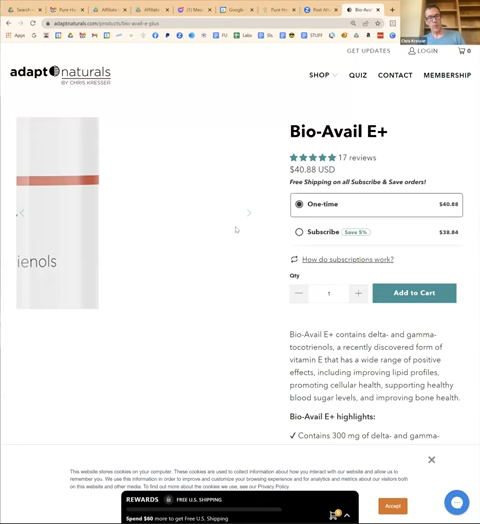 adaptnaturals.com/products/bio-avail-e-plus
Chris Kresser
GET UPDATES
LOGIN
0
adapt naturals
BY CHRIS KRESSER
SHOP
QUIZ
CONTACT
MEMBERSHIP
Bio-Avail E+
17 reviews
$40.88 USD
Free Shipping on all Subscribe & Save orders!
One-time
$40.88
Subscribe
Save 5%
$38.84
How do subscriptions work?
Qty
1
Add to Cart
ienols
Bio-Avail E+ contains delta- and gamma-
tocotrienols, a recently discovered form of
vitamin E that has a wide range of positive
effects, including improving lipid profiles,
promoting cellular health, supporting healthy
blood sugar levels, and improving bone health.
Bio-Avail E+ highlights:
✓ Contains 300 mg of delta- and gamma-
This website stores cookies on your computer. These cookies are used to collect information about how you interact with our website and allow us to
remember you. We use this information in order to improve and customize your browsing experience and for analytics and metrics about our visitors both
on this website and other media. To find out more about the cookies we use, see our Privacy Policy.
Accept
REWARDS
FREE U.S. SHIPPING
Spend $60 more to get Free U.S. Shipping
0